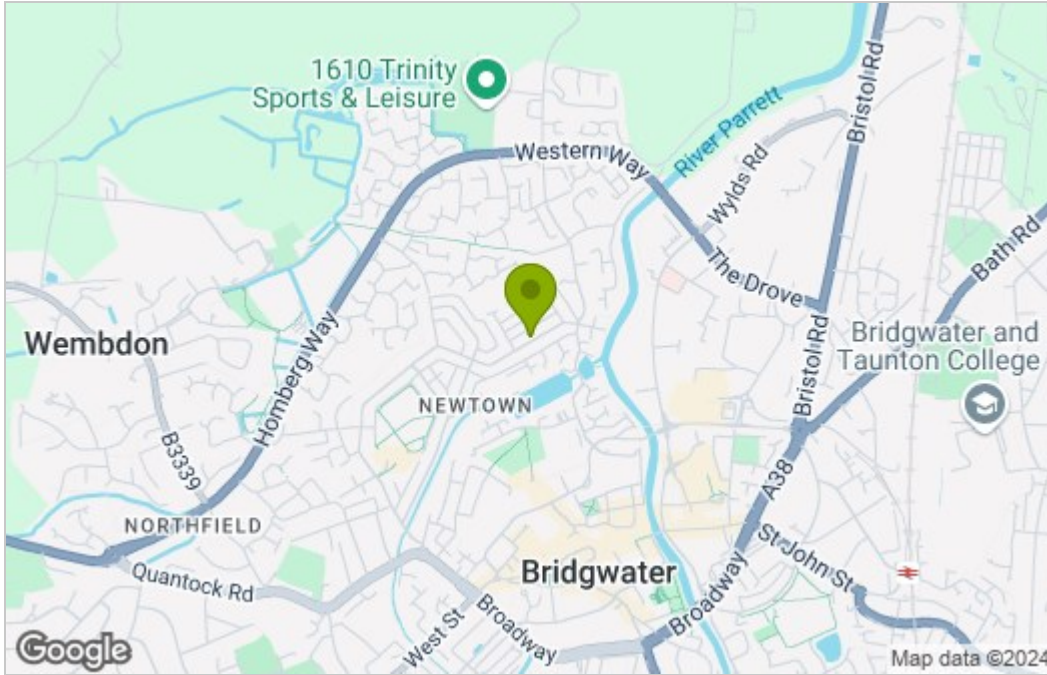 1610 Trinity
Sports & Leisure
Western Way
River Parrett
Bristol Rd
Wylds Rd
Bath Rd
The Drove
Wembdon
Homberg Way
Bristol Rd
Bridgwater and
Taunton College
NEWTOWN
B3339
A38
NORTHFIELD
St John St
Quantock Rd
Bridgwater
Broadway
West St
Broadway
Google
Map data ©2024